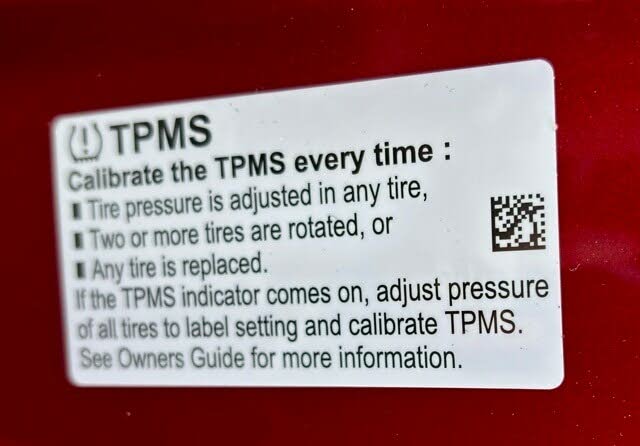 TPMS
Calibrate the TPMS every time :
Tire pressure is adjusted in any tire,
Two or more tires are rotated, or
Any tire is replaced.
If the TPMS indicator comes on, adjust pressure
of all tires to label setting and calibrate TPMS.
See Owners Guide for more information.